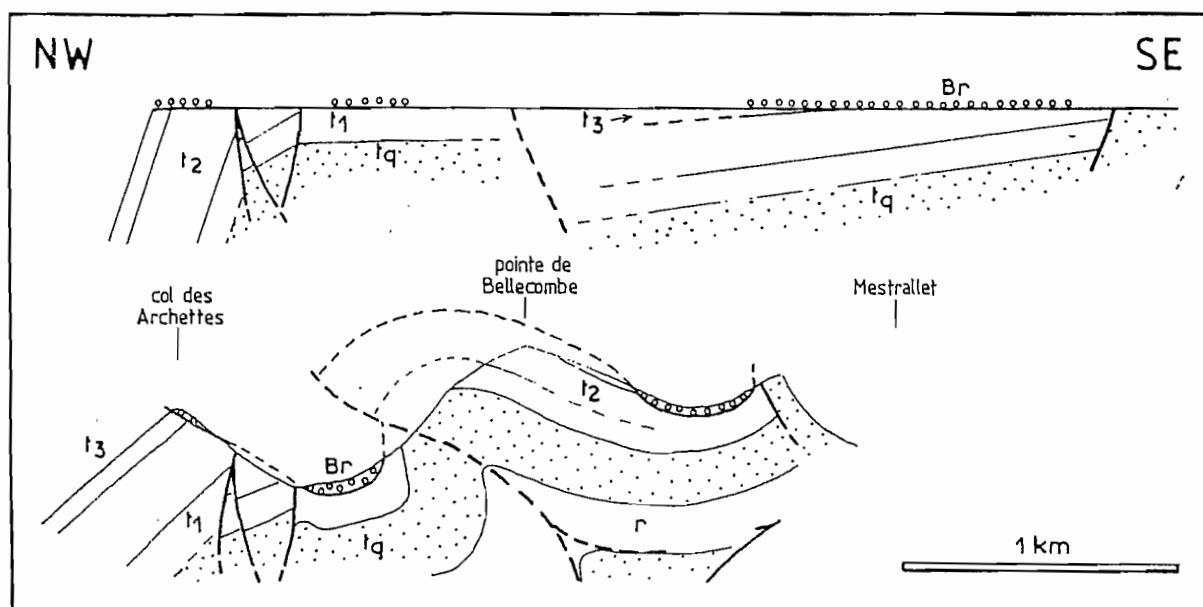 NW SE
Br
t1 t3
t2 tq
tq
pointe de
Bellecombe
col des
Archettes
Mestrallet
t2
t3
Br
t1 r
tq
1 km